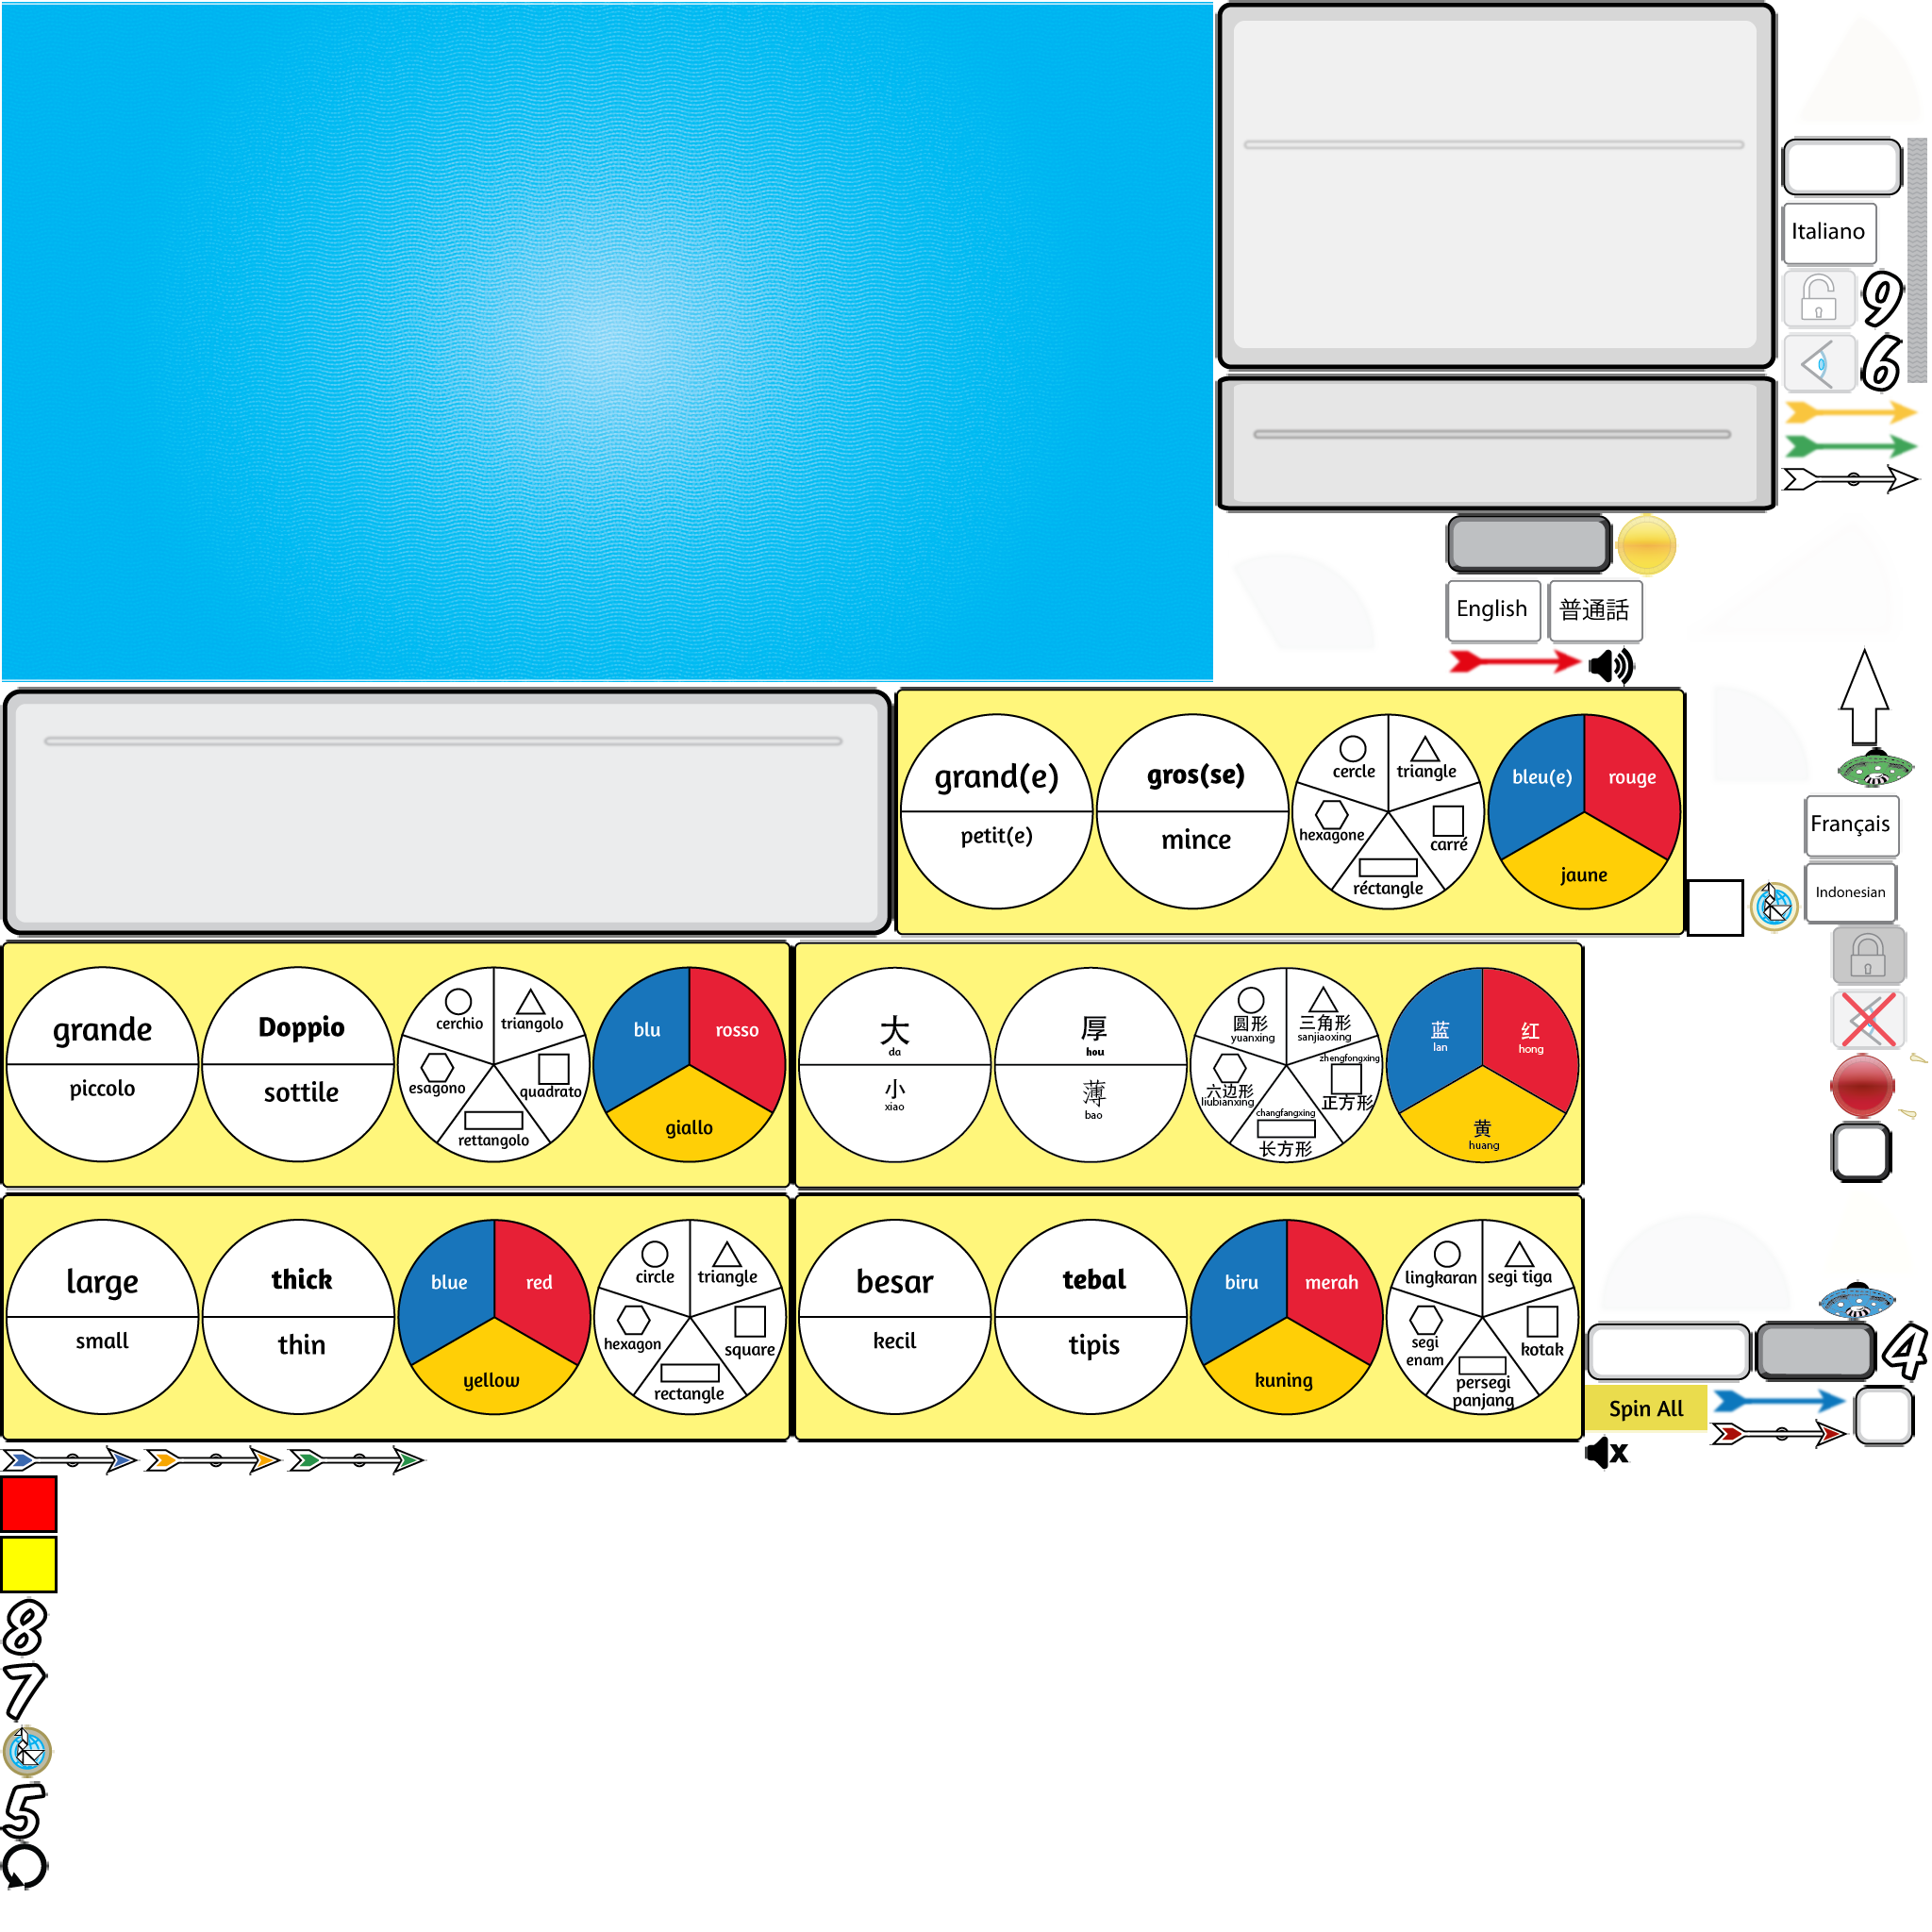 Italiano
9
6
English
普通話
grand(e)
petit(e)
gros(se)
mince
cercle
triangle
hexagone
carré
réctangle
bleu(e)
rouge
jaune
Français
Indonesian
grande
piccolo
Doppio
sottile
cerchio
triangolo
esagono
quadrato
rettangolo
blu
rosso
giallo
大
da
小
xiao
厚
hou
薄
bao
圆形
yuanxing
三角形
sanjiaoxing
六边形
liubianxing
zhengfongxing
正方形
changfangxing
长方形
蓝
lan
红
hong
黄
huang
large
small
thick
thin
blue
red
yellow
circle
triangle
hexagon
square
rectangle
besar
kecil
tebal
tipis
biru
merah
kuning
lingkaran
segi tiga
segi
enam
kotak
persegi
panjang
4
Spin All
x
8
7
5